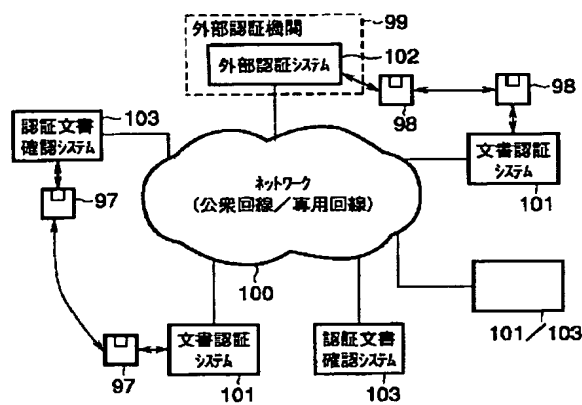 99
外部認証機関
外部認証システム
102
98
98
103
認証文書
確認システム
97
文書認証
システム
101
ネットワーク
(公衆回線/専用回線)
100
101/103
97
文書認証
システム
101
認証文書
確認システム
103